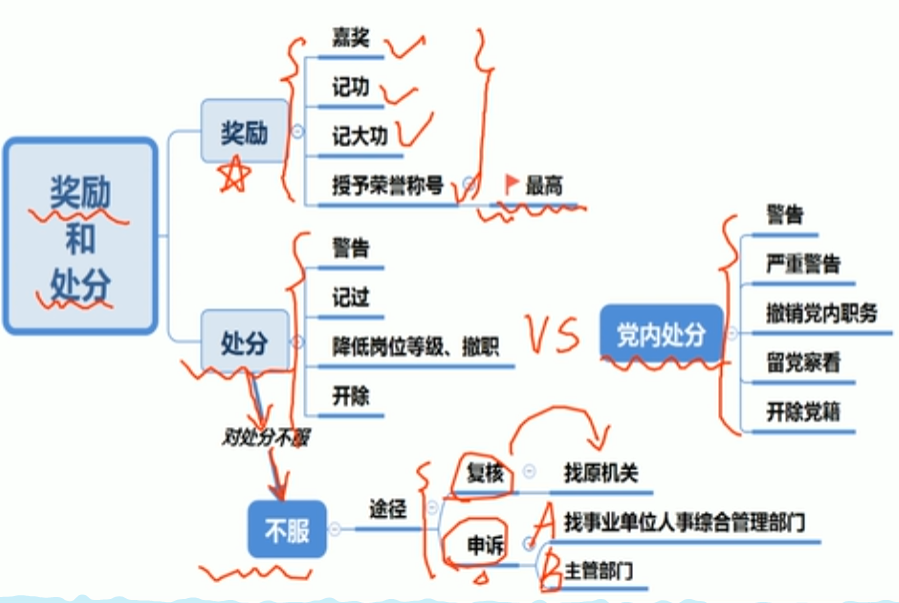 奖励
和
处分
奖励
嘉奖
记功
记大功
授予荣誉称号
最高
处分
警告
记过
降低岗位等级、撤职
开除
VS
党内处分
警告
严重警告
撤销党内职务
留党察看
开除党籍
对处分不服
不服
途径
复核
找原机关
申诉
A
找事业单位人事综合管理部门
B
主管部门